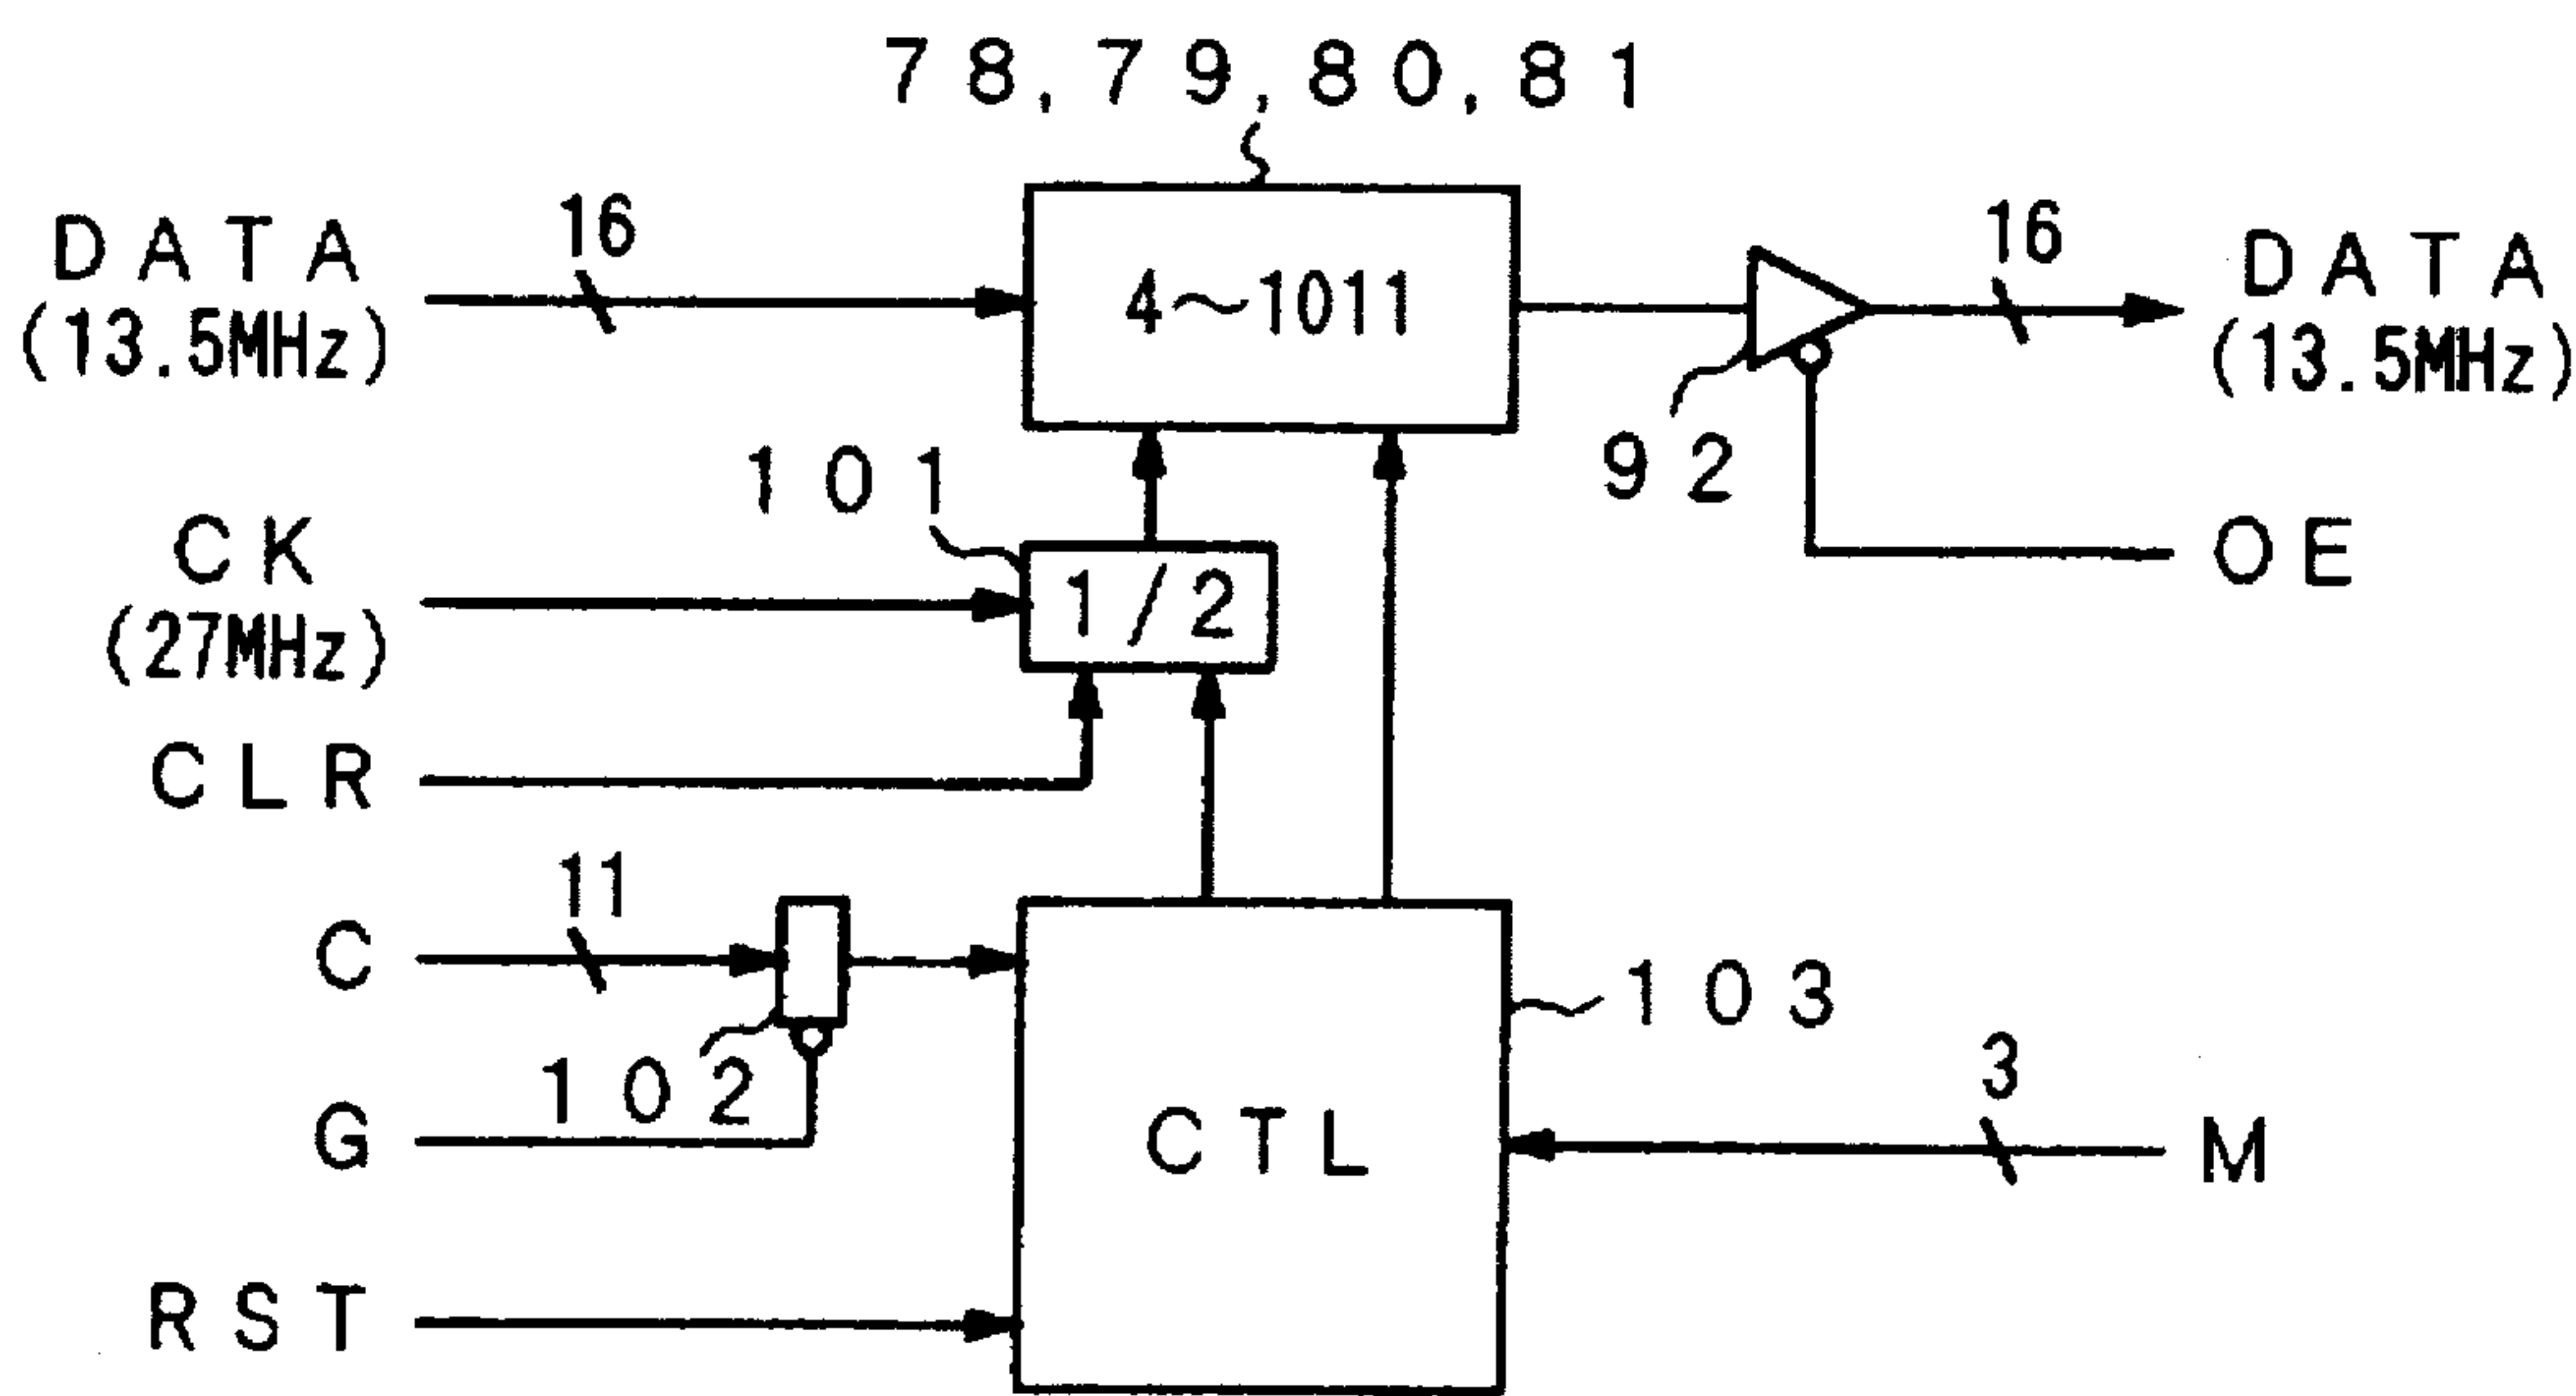 78,79,80,81
DATA
(13.5MHz)
16
4~1011
16
DATA
(13.5MHz)
92
OE
101
CK
(27MHz)
1/2
CLR
C
11
102
G
RST
CTL
103
3
M